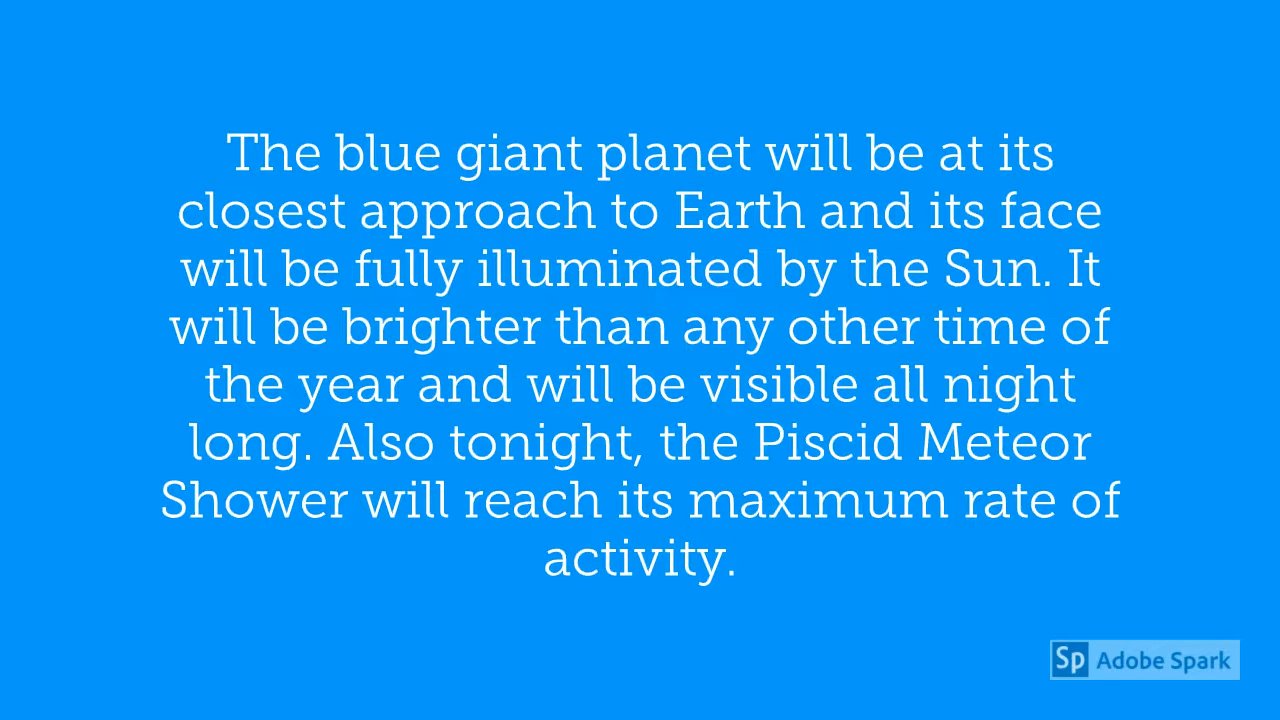 The blue giant planet will be at its
closest approach to Earth and its face
will be fully illuminated by the Sun. It
will be brighter than any other time of
the year and will be visible all night
long. Also tonight, the Piscid Meteor
Shower will reach its maximum rate of
activity.
Sp Adobe Spark